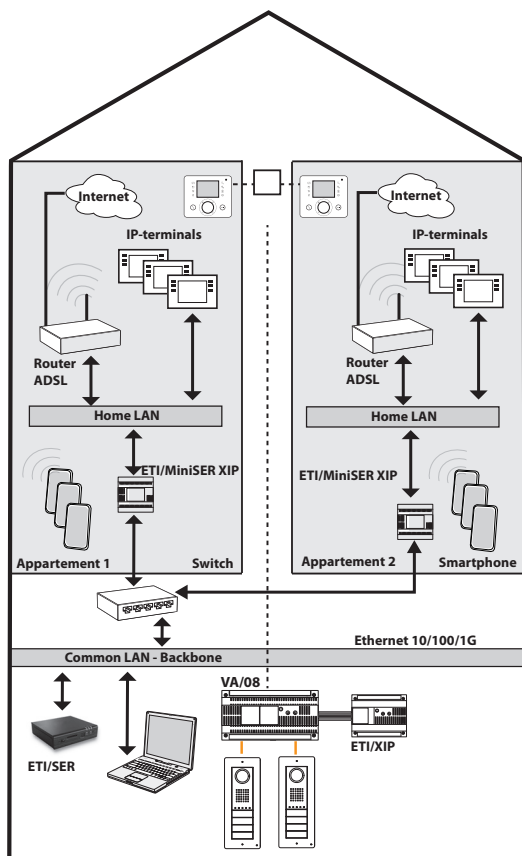 Internet
IP-terminals
Router
ADSL
Home LAN
ETI/MiniSER XIP
Appartement 1
Switch
Internet
IP-terminals
Router
ADSL
Home LAN
ETI/MiniSER XIP
Appartement 2
Smartphone
Ethernet 10/100/1G
Common LAN - Backbone
VA/08
ETI/XIP
ETI/SER